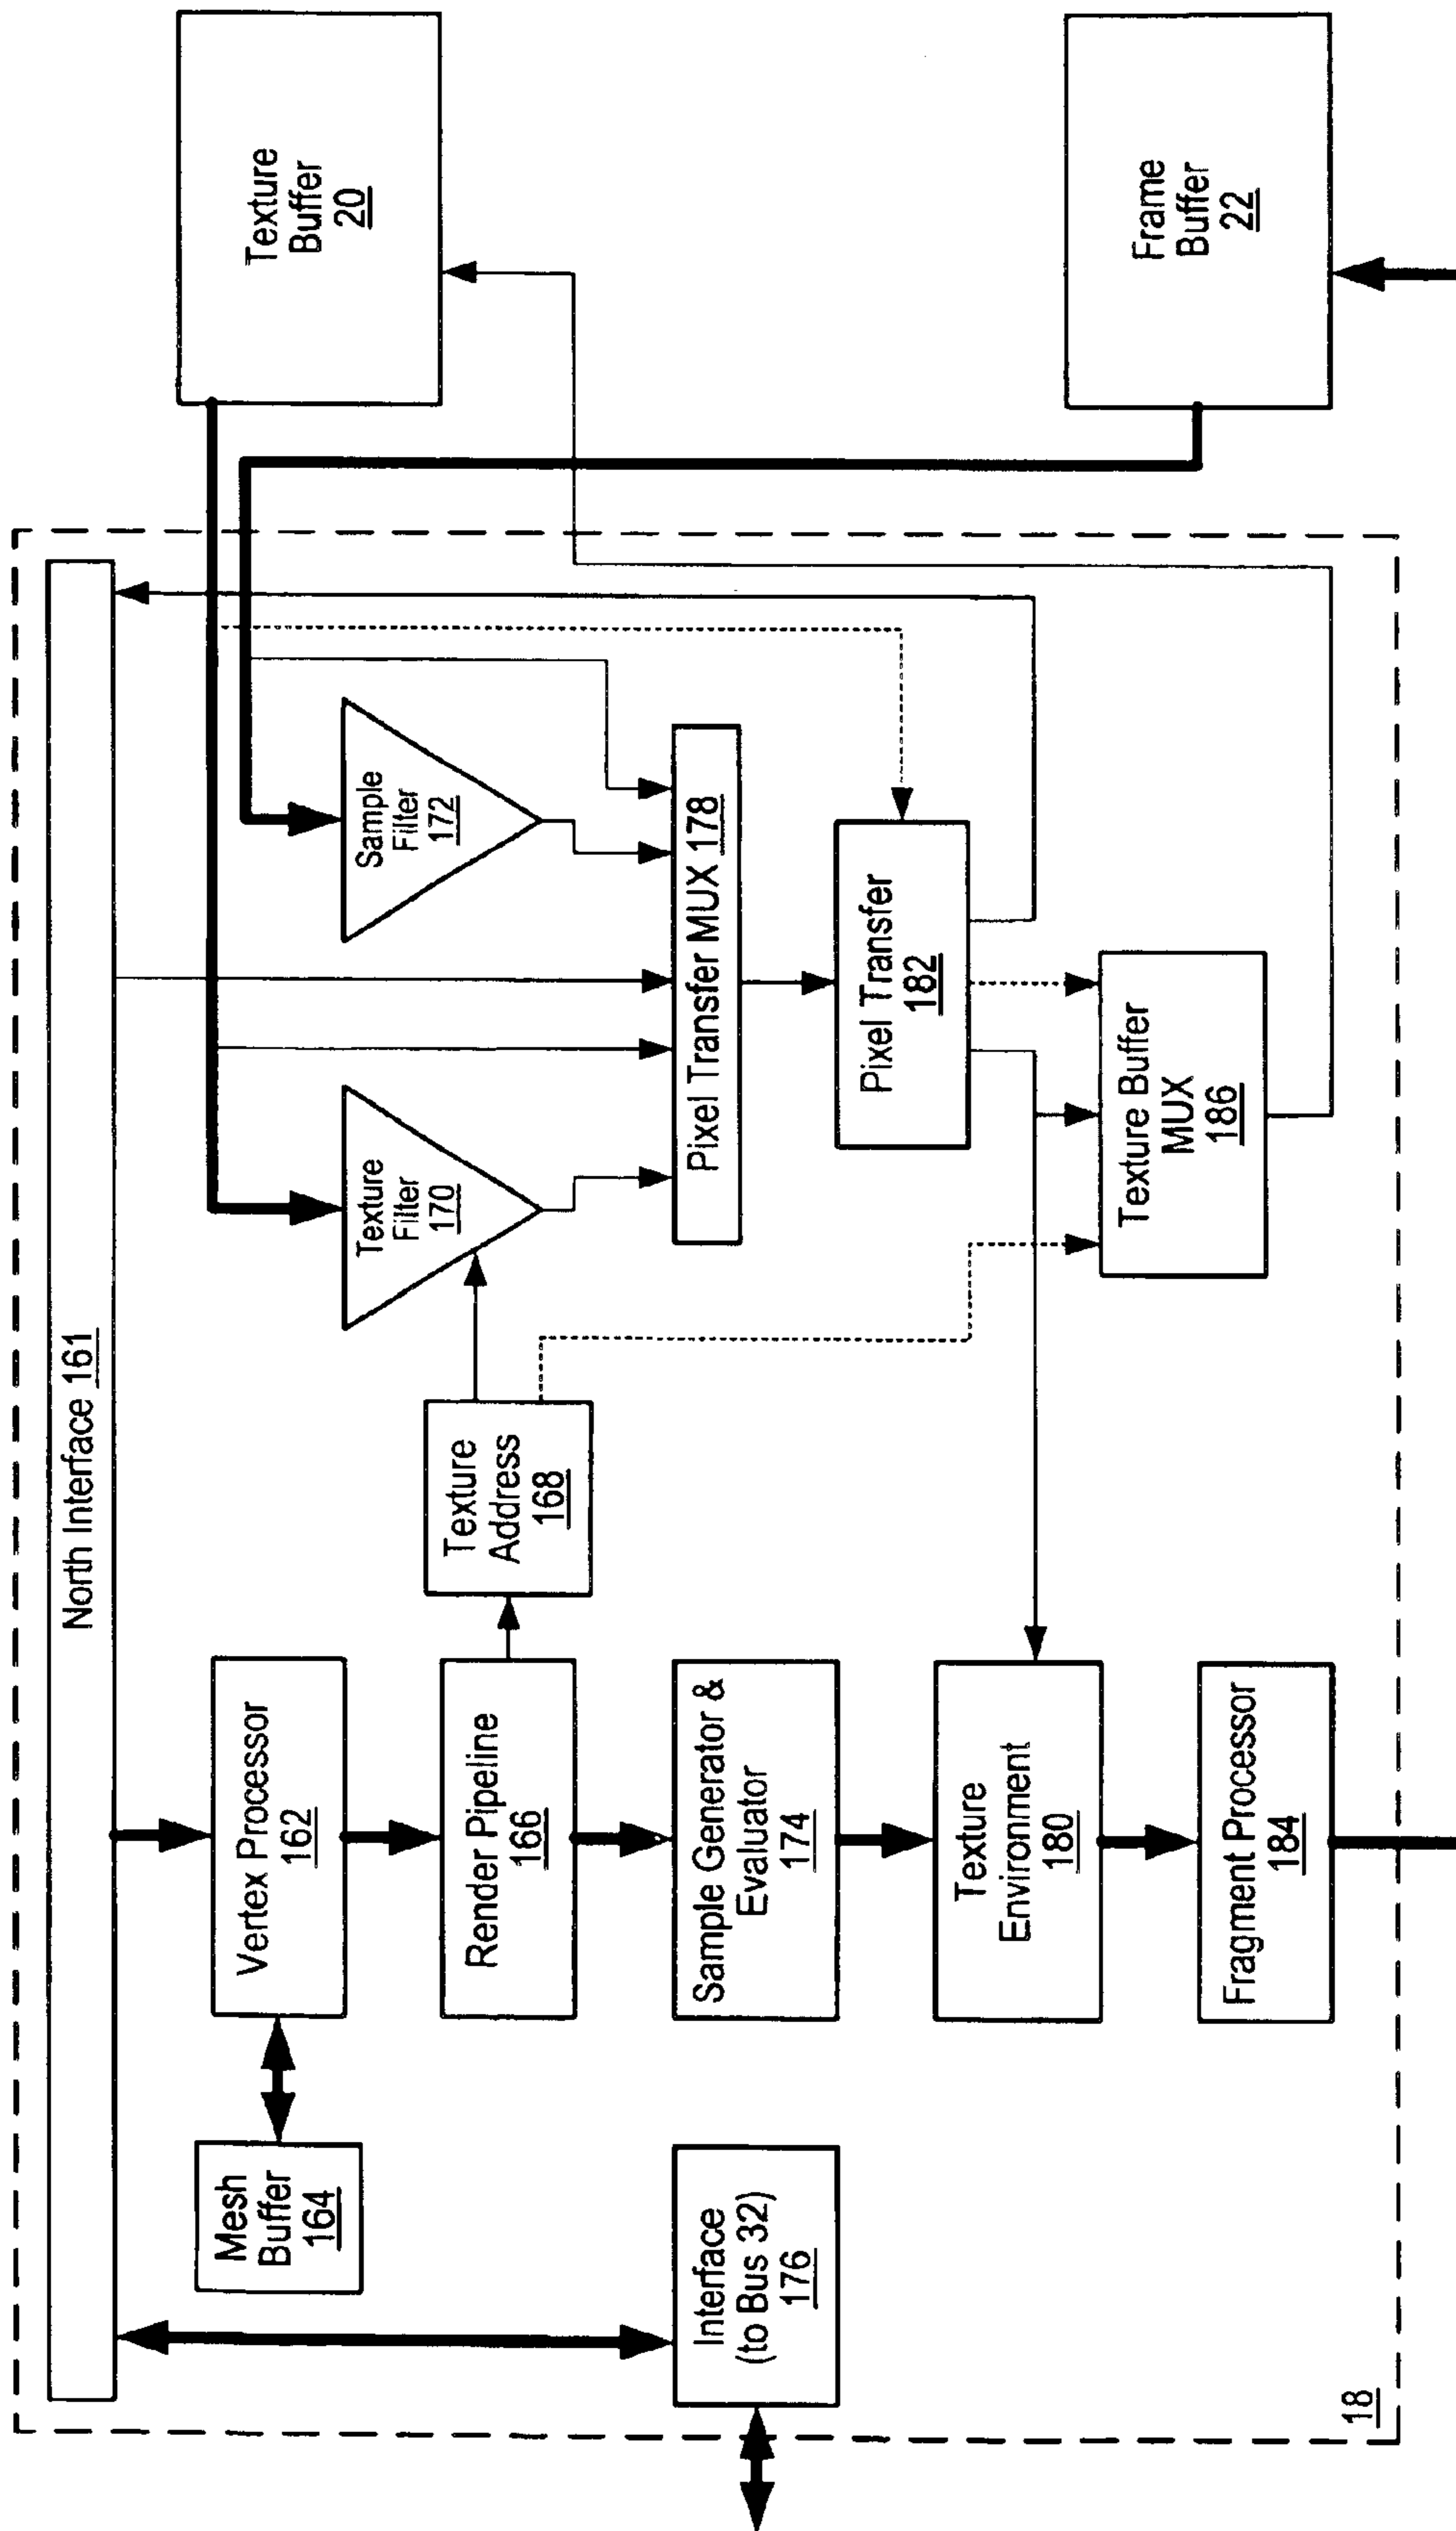 North Interface 161
Mesh
Buffer
164
Vertex Processor
162
Render Pipeline
166
Texture
Address
168
Texture
Filter
170
Sample
Filter
172
Texture
Buffer
20
Interface
(to Bus 32)
176
Sample Generator &
Evaluator
174
Pixel Transfer MUX 178
Texture
Environment
180
Pixel Transfer
182
Fragment Processor
184
Texture Buffer
MUX
186
Frame
Buffer
22
18